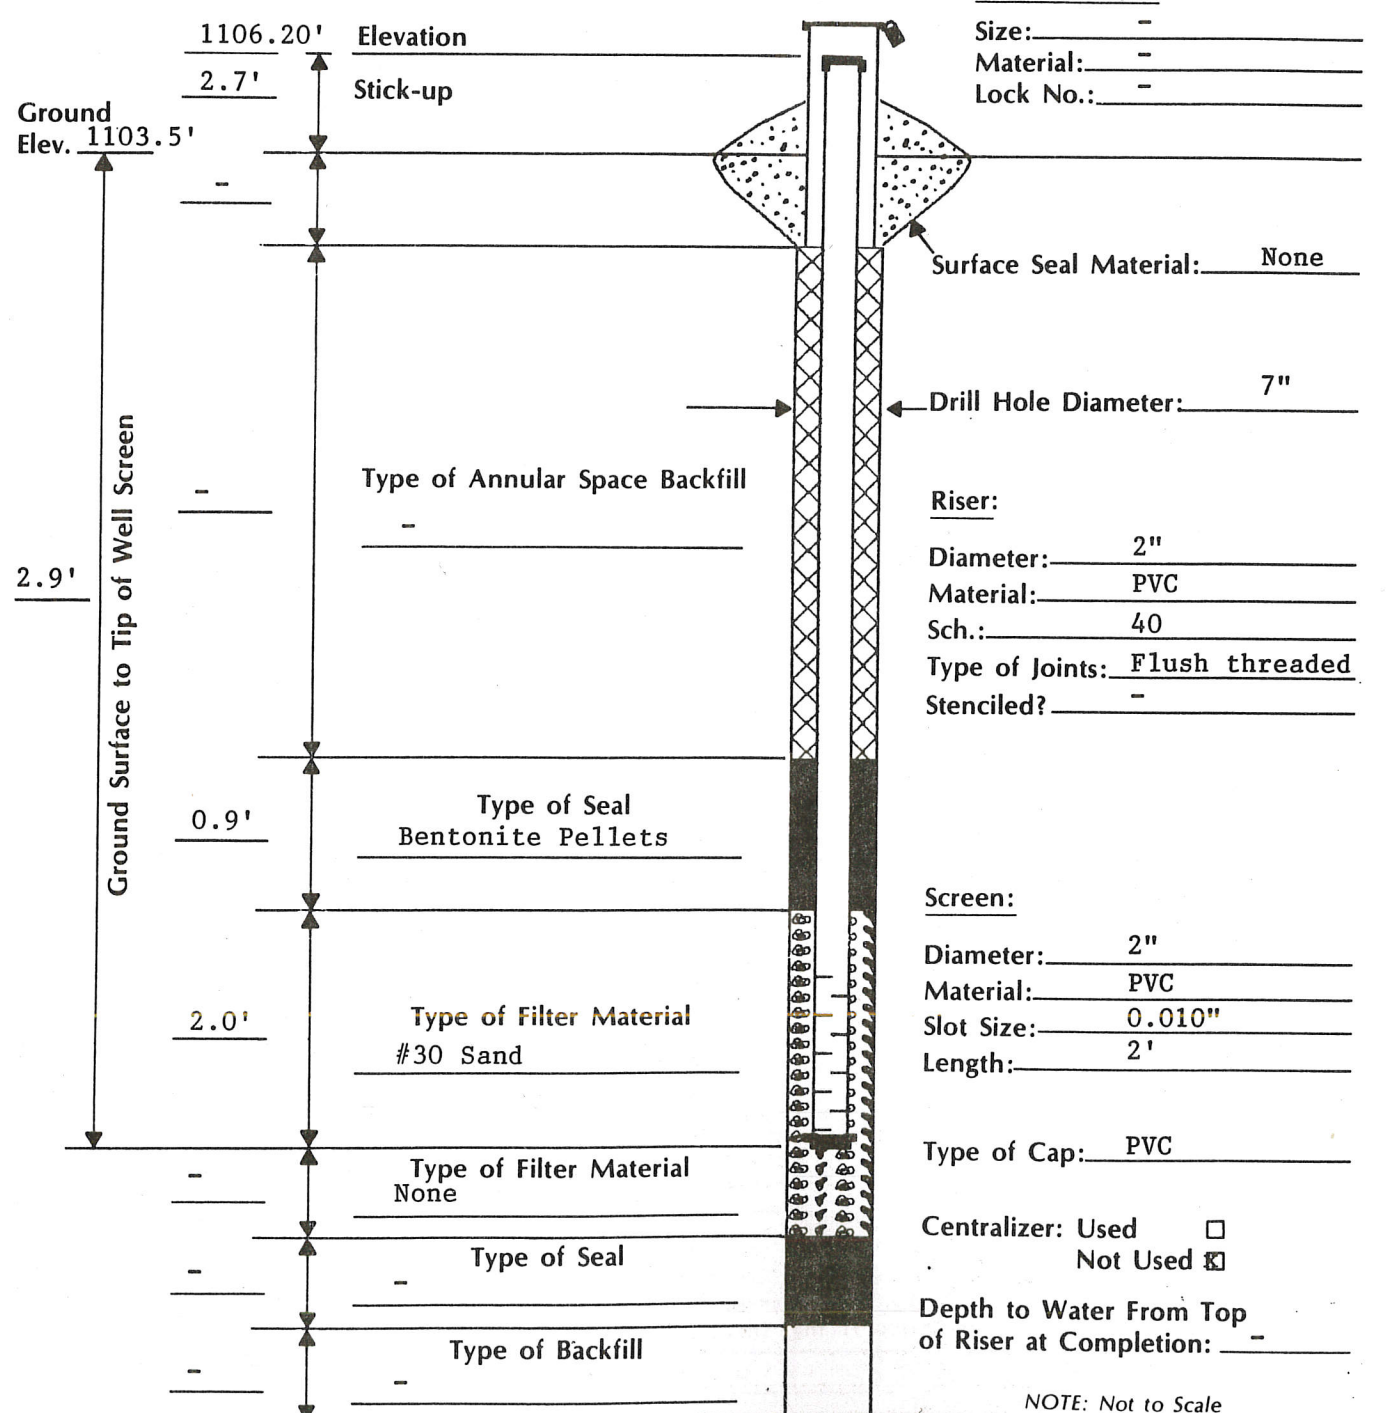 1106.20' Elevation
Size: -
Material: -
2.7' Stick-up
Lock No.: -
Ground
Elev. 1103.5'
-
Surface Seal Material: None
Drill Hole Diameter: 7"
Type of Annular Space Backfill
-
-
Riser:
Diameter: 2"
Material: PVC
Sch.: 40
Type of Joints: Flush threaded
Stenciled? -
2.9'
Ground Surface to Tip of Well Screen
0.9'
Type of Seal
Bentonite Pellets
Screen:
Diameter: 2"
Material: PVC
Slot Size: 0.010"
Length: 2'
2.0'
Type of Filter Material
#30 Sand
Type of Cap: PVC
-
Type of Filter Material
None
Centralizer: Used ☐
Not Used ☒
-
Type of Seal
-
Depth to Water From Top
of Riser at Completion: -
-
Type of Backfill
-
NOTE: Not to Scale